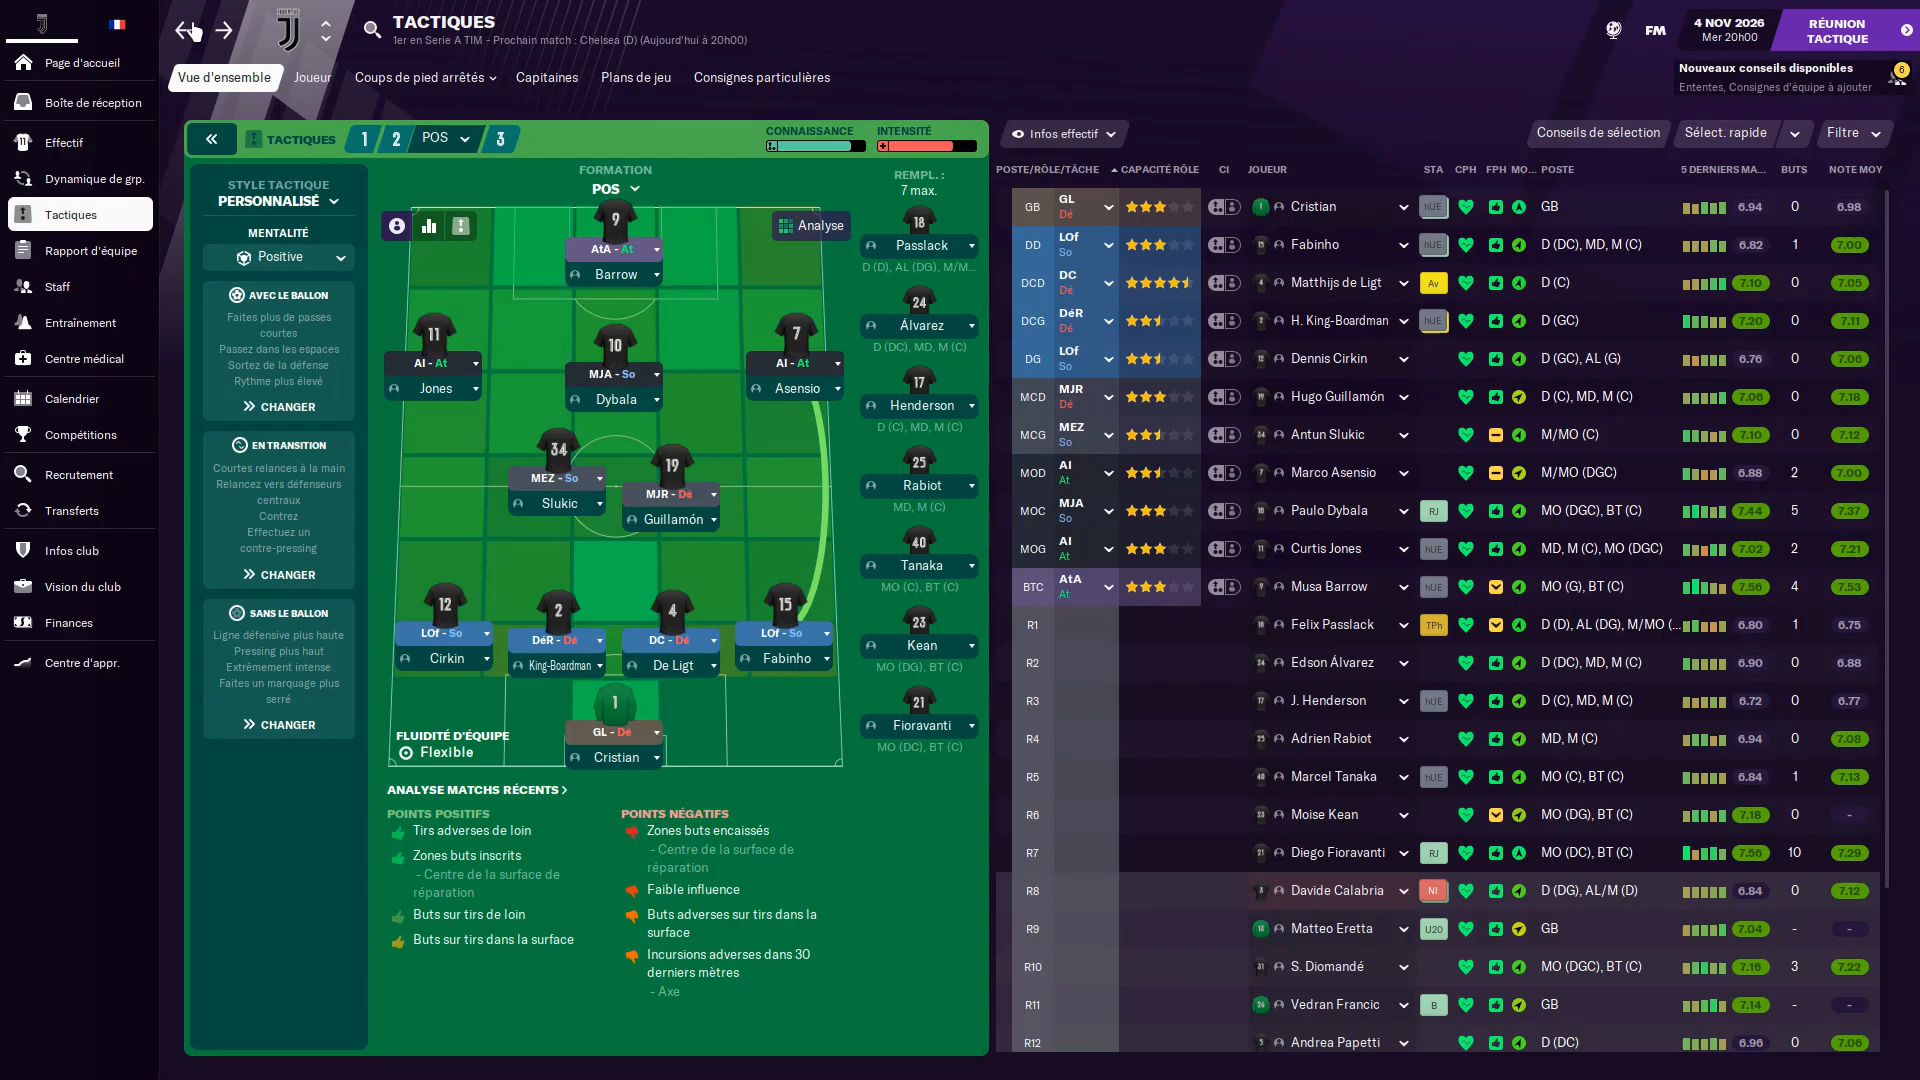 TACTIQUES
1er en Serie A TIM - Prochain match : Chelsea (D) (Aujourd'hui à 20h00)
FM
4 NOV 2026
Mer 20h00
RÉUNION
TACTIQUE
Nouveaux conseils disponibles
Ententes, Consignes d'équipe à ajouter
6
Vue d'ensemble
Joueur
Coups de pied arrêtés
Capitaines
Plans de jeu
Consignes particulières
Page d'accueil
Boîte de réception
Effectif
Dynamique de grp.
Tactiques
Rapport d'équipe
Staff
Entraînement
Centre médical
Calendrier
Compétitions
Recrutement
Transferts
Infos club
Vision du club
Finances
Centre d'appr.
TACTIQUES
1
2
POS
3
CONNAISSANCE
INTENSITÉ
STYLE TACTIQUE
PERSONNALISÉ
MENTALITÉ
Positive
AVEC LE BALLON
Faites plus de passes
courtes
Passez dans les espaces
Sortez de la défense
Rythme plus élevé
CHANGER
EN TRANSITION
Courtes relances à la main
Relancez vers défenseurs
centraux
Contrez
Effectuez un
contre-pressing
CHANGER
SANS LE BALLON
Ligne défensive plus haute
Pressing plus haut
Extrêmement intense
Faites un marquage plus
serré
CHANGER
FORMATION
POS
Analyse
9
AtA - At
Barrow
11
AI - At
Jones
10
MJA - So
Dybala
7
AI - At
Asensio
34
MEZ - So
Slukic
19
MJR - Dé
Guillamón
12
LOf - So
Cirkin
2
DéR - Dé
King-Boardman
4
DC - Dé
De Ligt
15
LOf - So
Fabinho
1
GL - Dé
Cristian
FLUIDITÉ D'ÉQUIPE
Flexible
REMPL. :
7 max.
18
Passlack
D (D), AL (DG), M/M...
24
Álvarez
D (DC), MD, M (C)
17
Henderson
D (C), MD, M (C)
25
Rabiot
MD, M (C)
40
Tanaka
MO (C), BT (C)
23
Kean
MO (DG), BT (C)
21
Fioravanti
MO (DC), BT (C)
ANALYSE MATCHS RÉCENTS
POINTS POSITIFS
Tirs adverses de loin
Zones buts inscrits
- Centre de la surface de
réparation
Buts sur tirs de loin
Buts sur tirs dans la surface
POINTS NÉGATIFS
Zones buts encaissés
- Centre de la surface de
réparation
Faible influence
Buts adverses sur tirs dans la
surface
Incursions adverses dans 30
derniers mètres
- Axe
Infos effectif
Conseils de sélection
Sélect. rapide
Filtre
POSTE/RÔLE/TÂCHE CAPACITÉ RÔLE CI JOUEUR STA CPH FPH MO... POSTE 5 DERNIERS MA... BUTS NOTE MOY
GB GL Dé Cristian hUE GB 6.94 0 6.98
DD LOf So Fabinho hUE D (DC), MD, M (C) 6.82 1 7.00
DCD DC Dé Matthijs de Ligt Av D (C) 7.10 0 7.05
DCG DéR Dé H. King-Boardman hUE D (GC) 7.20 0 7.11
DG LOf So Dennis Cirkin D (GC), AL (G) 6.76 0 7.06
MCD MJR Dé Hugo Guillamón D (C), MD, M (C) 7.06 0 7.18
MCG MEZ So Antun Slukic M/MO (C) 7.10 0 7.12
MOD AI At Marco Asensio M/MO (DGC) 6.88 2 7.00
MOC MJA So Paulo Dybala RJ MO (DGC), BT (C) 7.44 5 7.37
MOG AI At Curtis Jones hUE MD, M (C), MO (DGC) 7.02 2 7.21
BTC AtA At Musa Barrow hUE MO (G), BT (C) 7.56 4 7.53
R1 Felix Passlack TPh D (D), AL (DG), M/MO (... 6.80 1 6.75
R2 Edson Álvarez D (DC), MD, M (C) 6.90 0 6.88
R3 J. Henderson hUE D (C), MD, M (C) 6.72 0 6.77
R4 Adrien Rabiot MD, M (C) 6.94 0 7.08
R5 Marcel Tanaka hUE MO (C), BT (C) 6.84 1 7.13
R6 Moise Kean MO (DG), BT (C) 7.18 0 -
R7 Diego Fioravanti RJ MO (DC), BT (C) 7.56 10 7.29
R8 Davide Calabria NI D (DG), AL/M (D) 6.84 0 7.12
R9 Matteo Eretta U20 GB 7.04 - -
R10 S. Diomandé MO (DGC), BT (C) 7.16 3 7.22
R11 Vedran Francic B GB 7.14 - -
R12 Andrea Papetti D (DC) 6.96 0 7.06